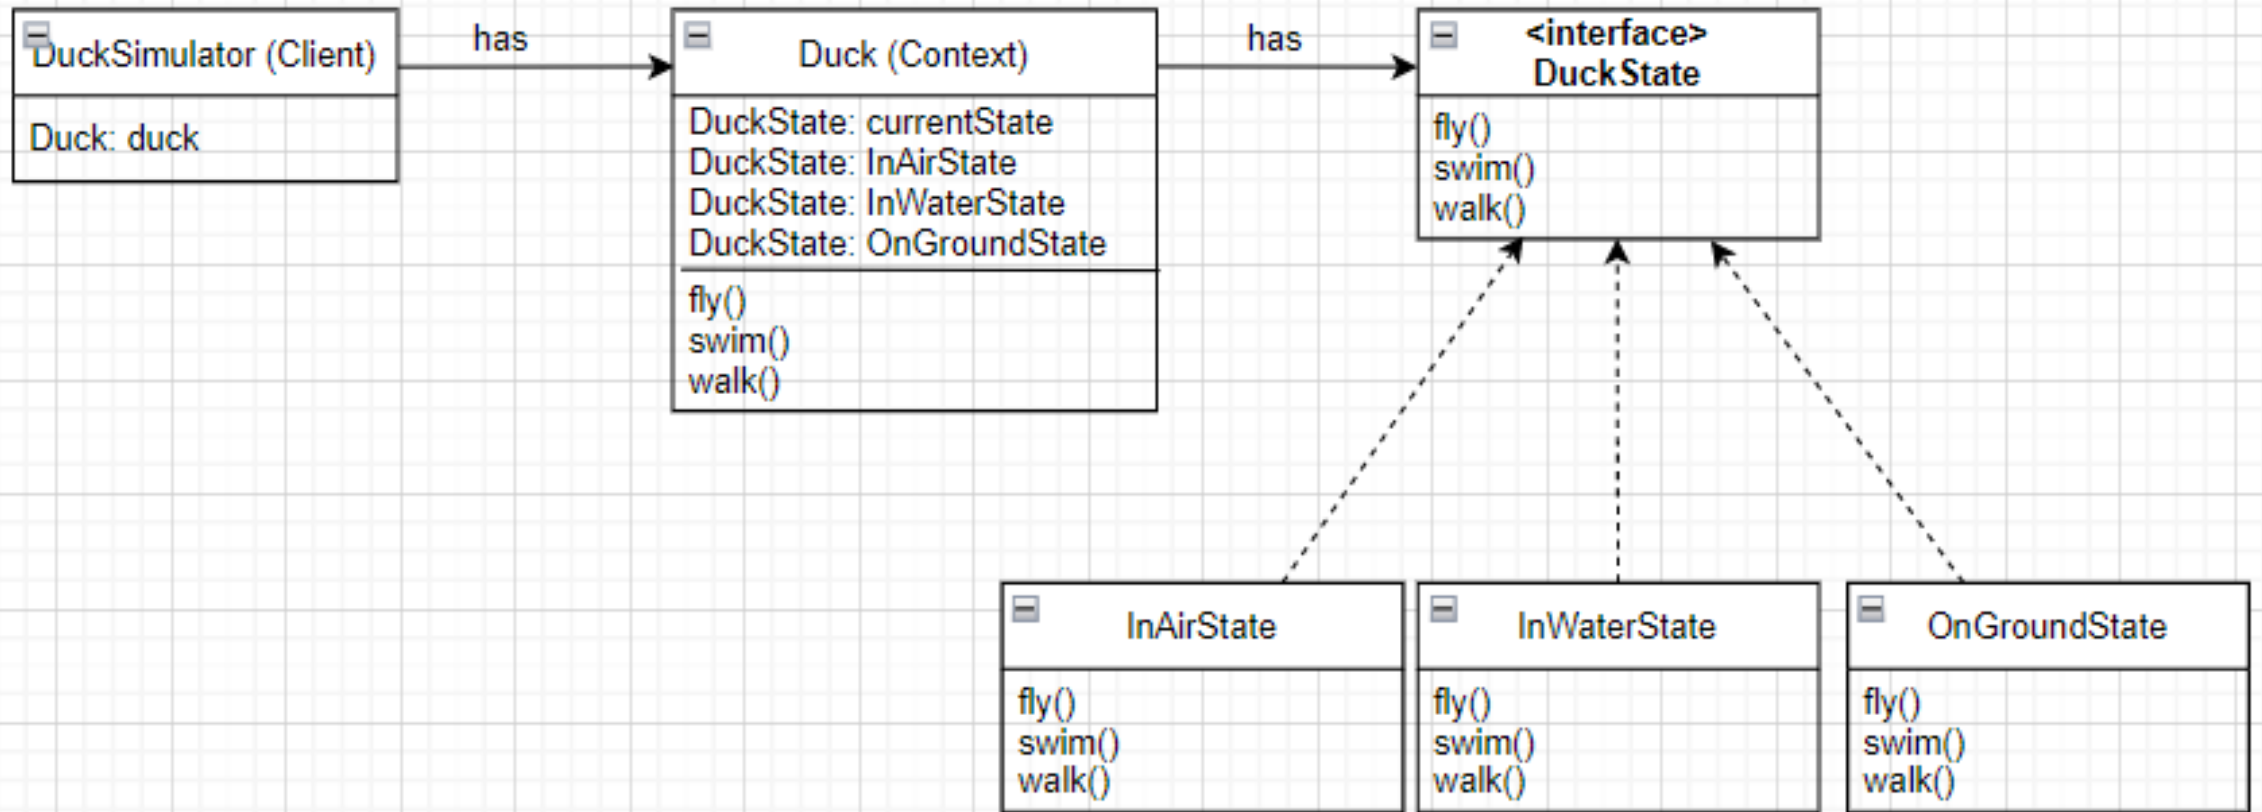 DuckSimulator (Client)
Duck: duck
has
Duck (Context)
DuckState: currentState
DuckState: InAirState
DuckState: InWaterState
DuckState: OnGroundState
fly()
swim()
walk()
has
<interface>
DuckState
fly()
swim()
walk()
InAirState
fly()
swim()
walk()
InWaterState
fly()
swim()
walk()
OnGroundState
fly()
swim()
walk()